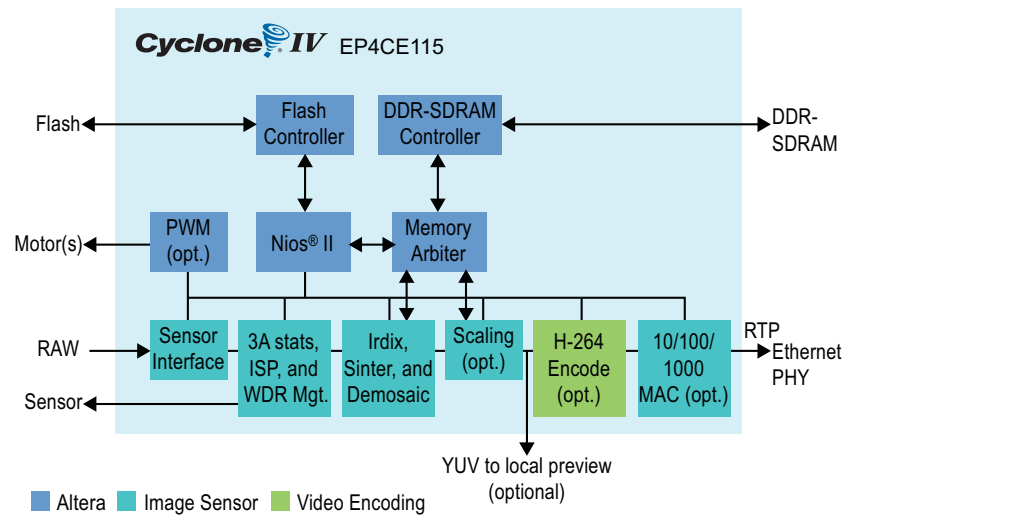 Cyclone IV EP4CE115
Flash
Flash
Controller
DDR-SDRAM
Controller
DDR-
SDRAM
Motor(s)
PWM
(opt.)
Nios® II
Memory
Arbiter
RAW
Sensor
Interface
3A stats,
ISP, and
WDR Mgt.
Irdix,
Sinter, and
Demosaic
Scaling
(opt.)
H-264
Encode
(opt.)
10/100/
1000
MAC (opt.)
RTP
Ethernet
PHY
Sensor
YUV to local preview
(optional)
Altera
Image Sensor
Video Encoding